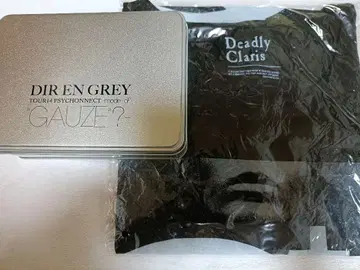 DIR EN GREY
TOUR14 PSYCHONNECT mode of
"GAUZE"?-
Deadly
Claris